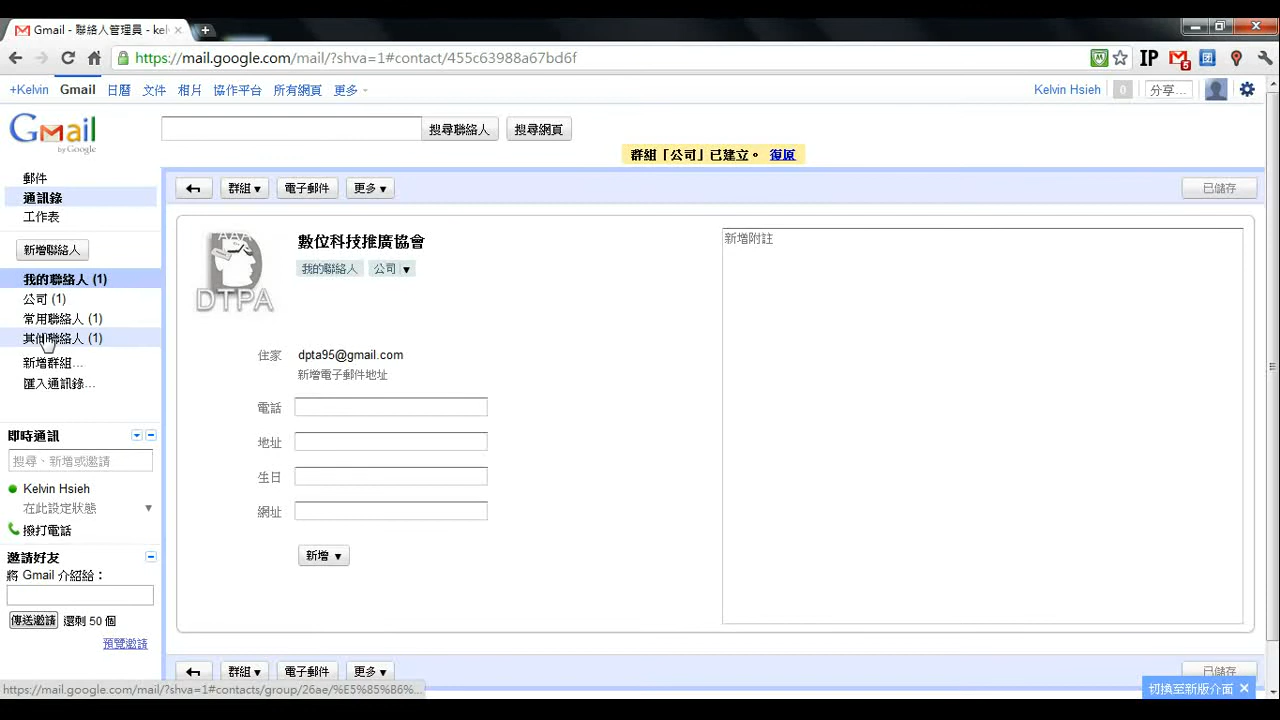 Gmail - 聯絡人管理員 - kel
https://mail.google.com/mail/?shva=1#contact/455c63988a67bd6f
IP
5
+Kelvin Gmail 日曆 文件 相片 協作平台 所有網頁 更多
Kelvin Hsieh 0 分享...
Gmail
by Google
搜尋聯絡人 搜尋網頁
群組「公司」已建立。 復原
郵件
通訊錄
工作表
群組 電子郵件 更多 已儲存
新增聯絡人
我的聯絡人 (1)
公司 (1)
常用聯絡人 (1)
其他聯絡人 (1)
新增群組...
匯入通訊錄...
AAA
DTPA
數位科技推廣協會
我的聯絡人 公司
住家 dpta95@gmail.com
新增電子郵件地址
電話
地址
生日
網址
新增
新增附註
即時通訊
搜尋、新增或邀請
Kelvin Hsieh
在此設定狀態
撥打電話
邀請好友
將 Gmail 介紹給：
傳送邀請 還剩 50 個
預覽邀請
群組 電子郵件 更多 已儲存
https://mail.google.com/mail/?shva=1#contacts/group/26ae/%E5%85%B6%...
切換至新版介面